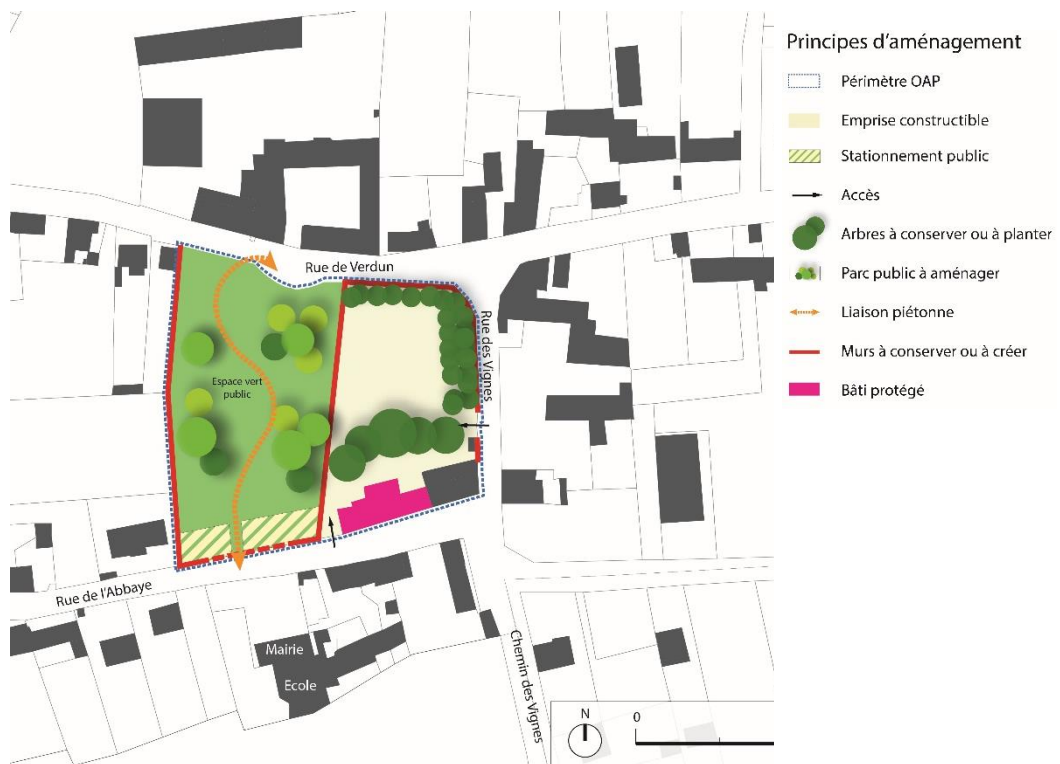 Principes d'aménagement
Périmètre OAP
Emprise constructible
Stationnement public
Accès
Arbres à conserver ou à planter
Parc public à aménager
Liaison piétonne
Murs à conserver ou à créer
Bâti protégé
Rue de Verdun
Rue des Vignes
Espace vert
public
Rue de l'Abbaye
Mairie
Ecole
Chemin des Vignes
N
0